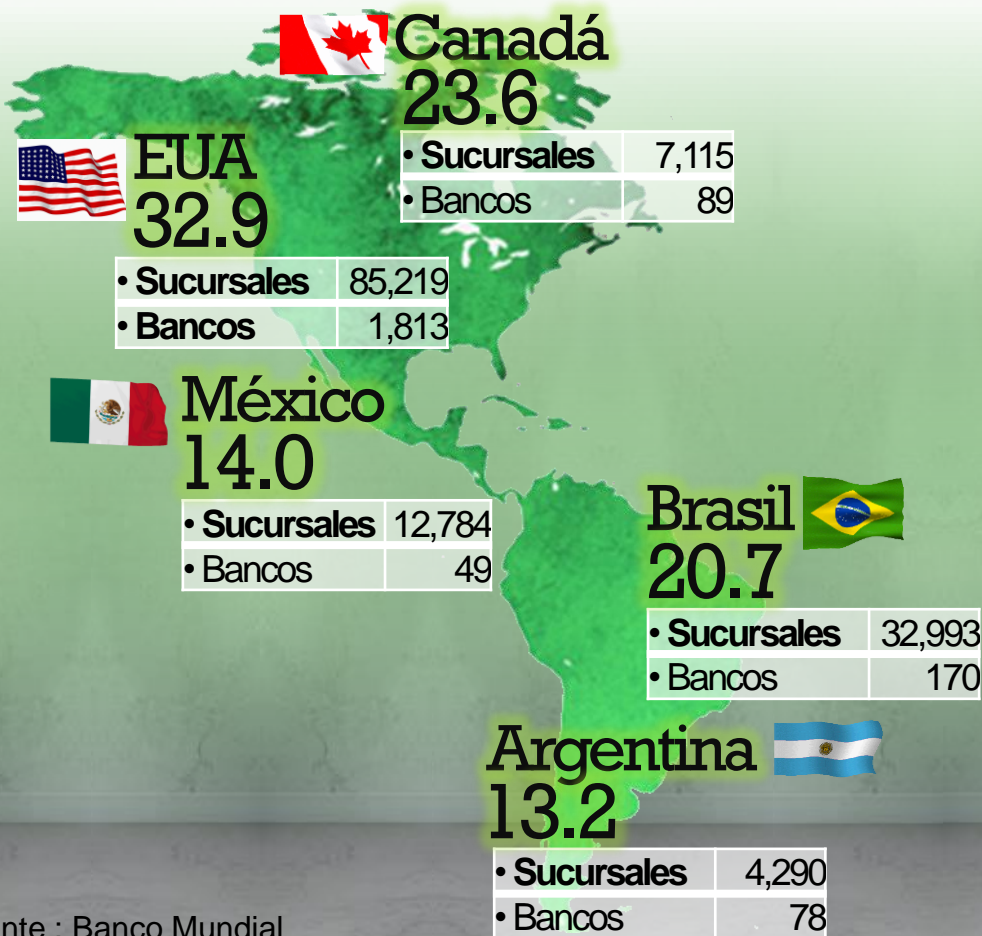 Canadá
23.6
• Sucursales 7,115
• Bancos 89
EUA
32.9
• Sucursales 85,219
• Bancos 1,813
México
14.0
• Sucursales 12,784
• Bancos 49
Brasil
20.7
• Sucursales 32,993
• Bancos 170
Argentina
13.2
• Sucursales 4,290
• Bancos 78
: Banco Mundial